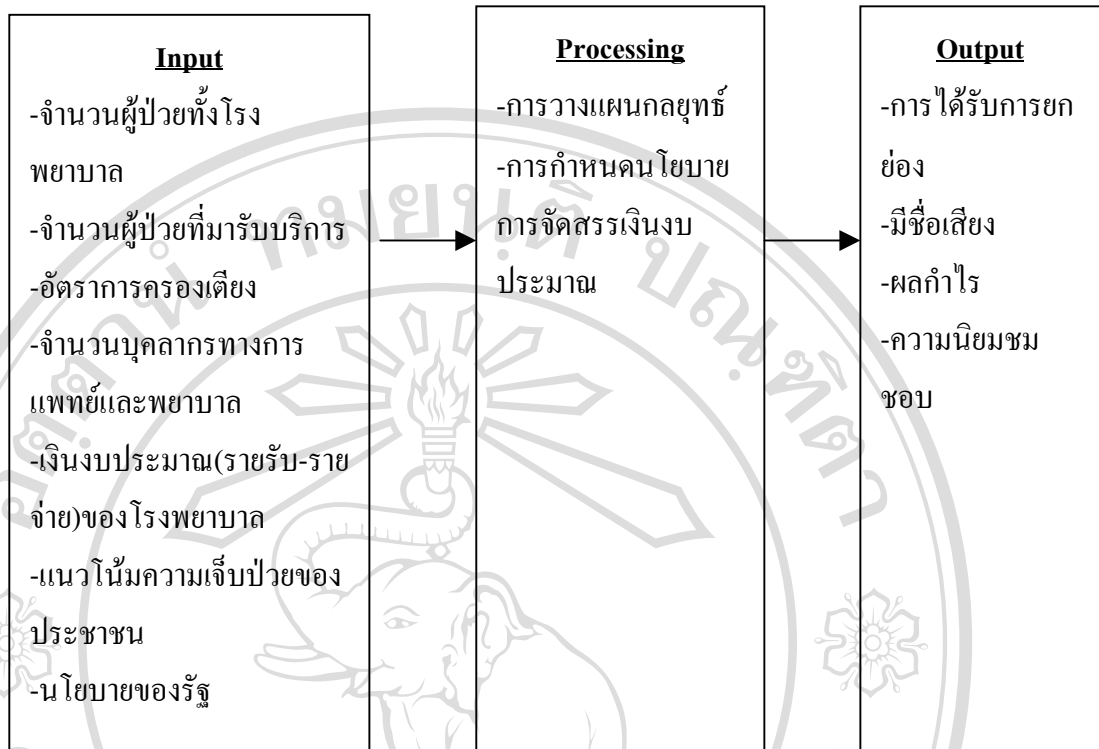 Input
-จำนวนผู้ป่วยทั้งโรง
พยาบาล
-จำนวนผู้ป่วยที่มารับบริการ
-อัตราการครองเตียง
-จำนวนบุคลากรทางการ
แพทย์และพยาบาล
-เงินงบประมาณ(รายรับ-ราย
จ่าย)ของโรงพยาบาล
-แนวโน้มความเจ็บป่วยของ
ประชาชน
-นโยบายของรัฐ
Processing
-การวางแผนกลยุทธ์
-การกำหนดนโยบาย
การจัดสรรเงินงบ
ประมาณ
Output
-การได้รับการยก
ย่อง
-มีชื่อเสียง
-ผลกำไร
-ความนิยมชม
ชอบ